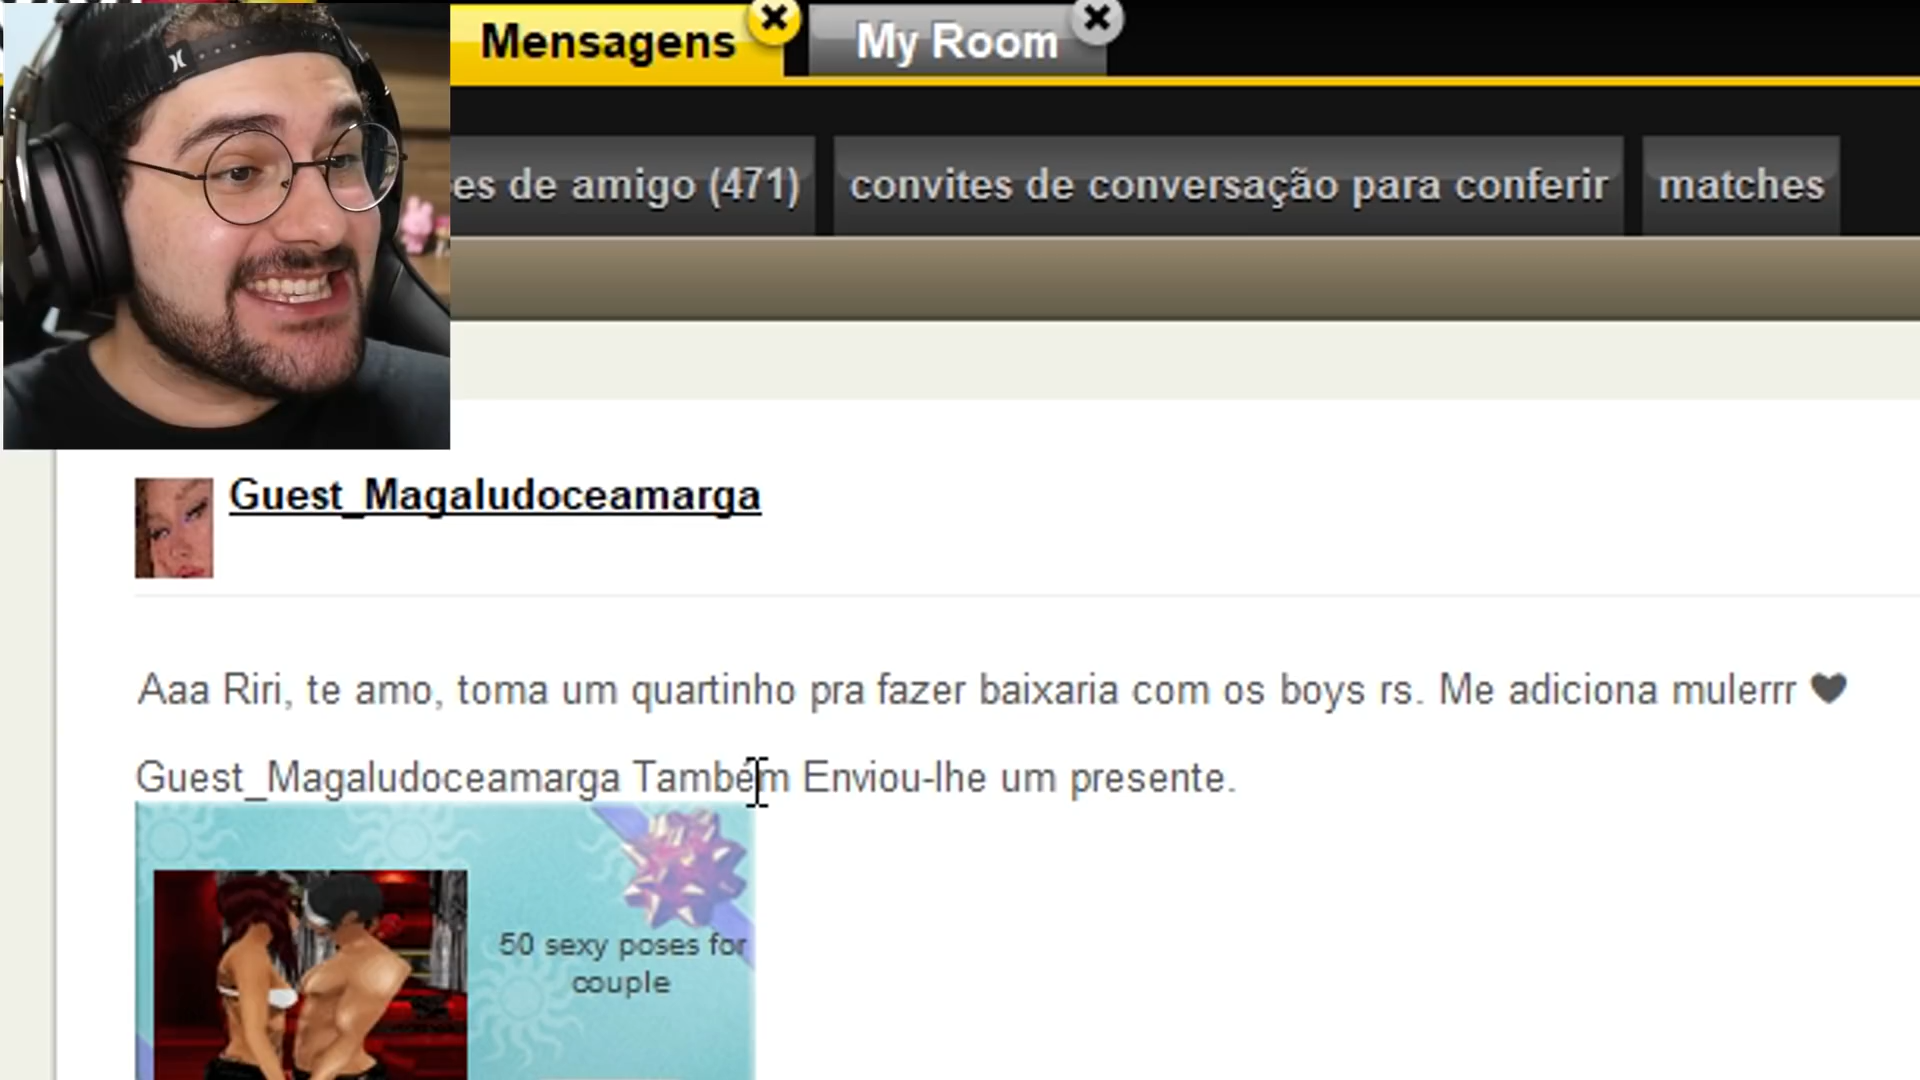 Mensagens
My Room
es de amigo (471)
convites de conversação para conferir
matches
Guest_Magaludoceamarga
Aaa Riri, te amo, toma um quartinho pra fazer baixaria com os boys rs. Me adiciona mulerrr ♥
Guest_Magaludoceamarga Também Enviou-lhe um presente.
50 sexy poses for
couple